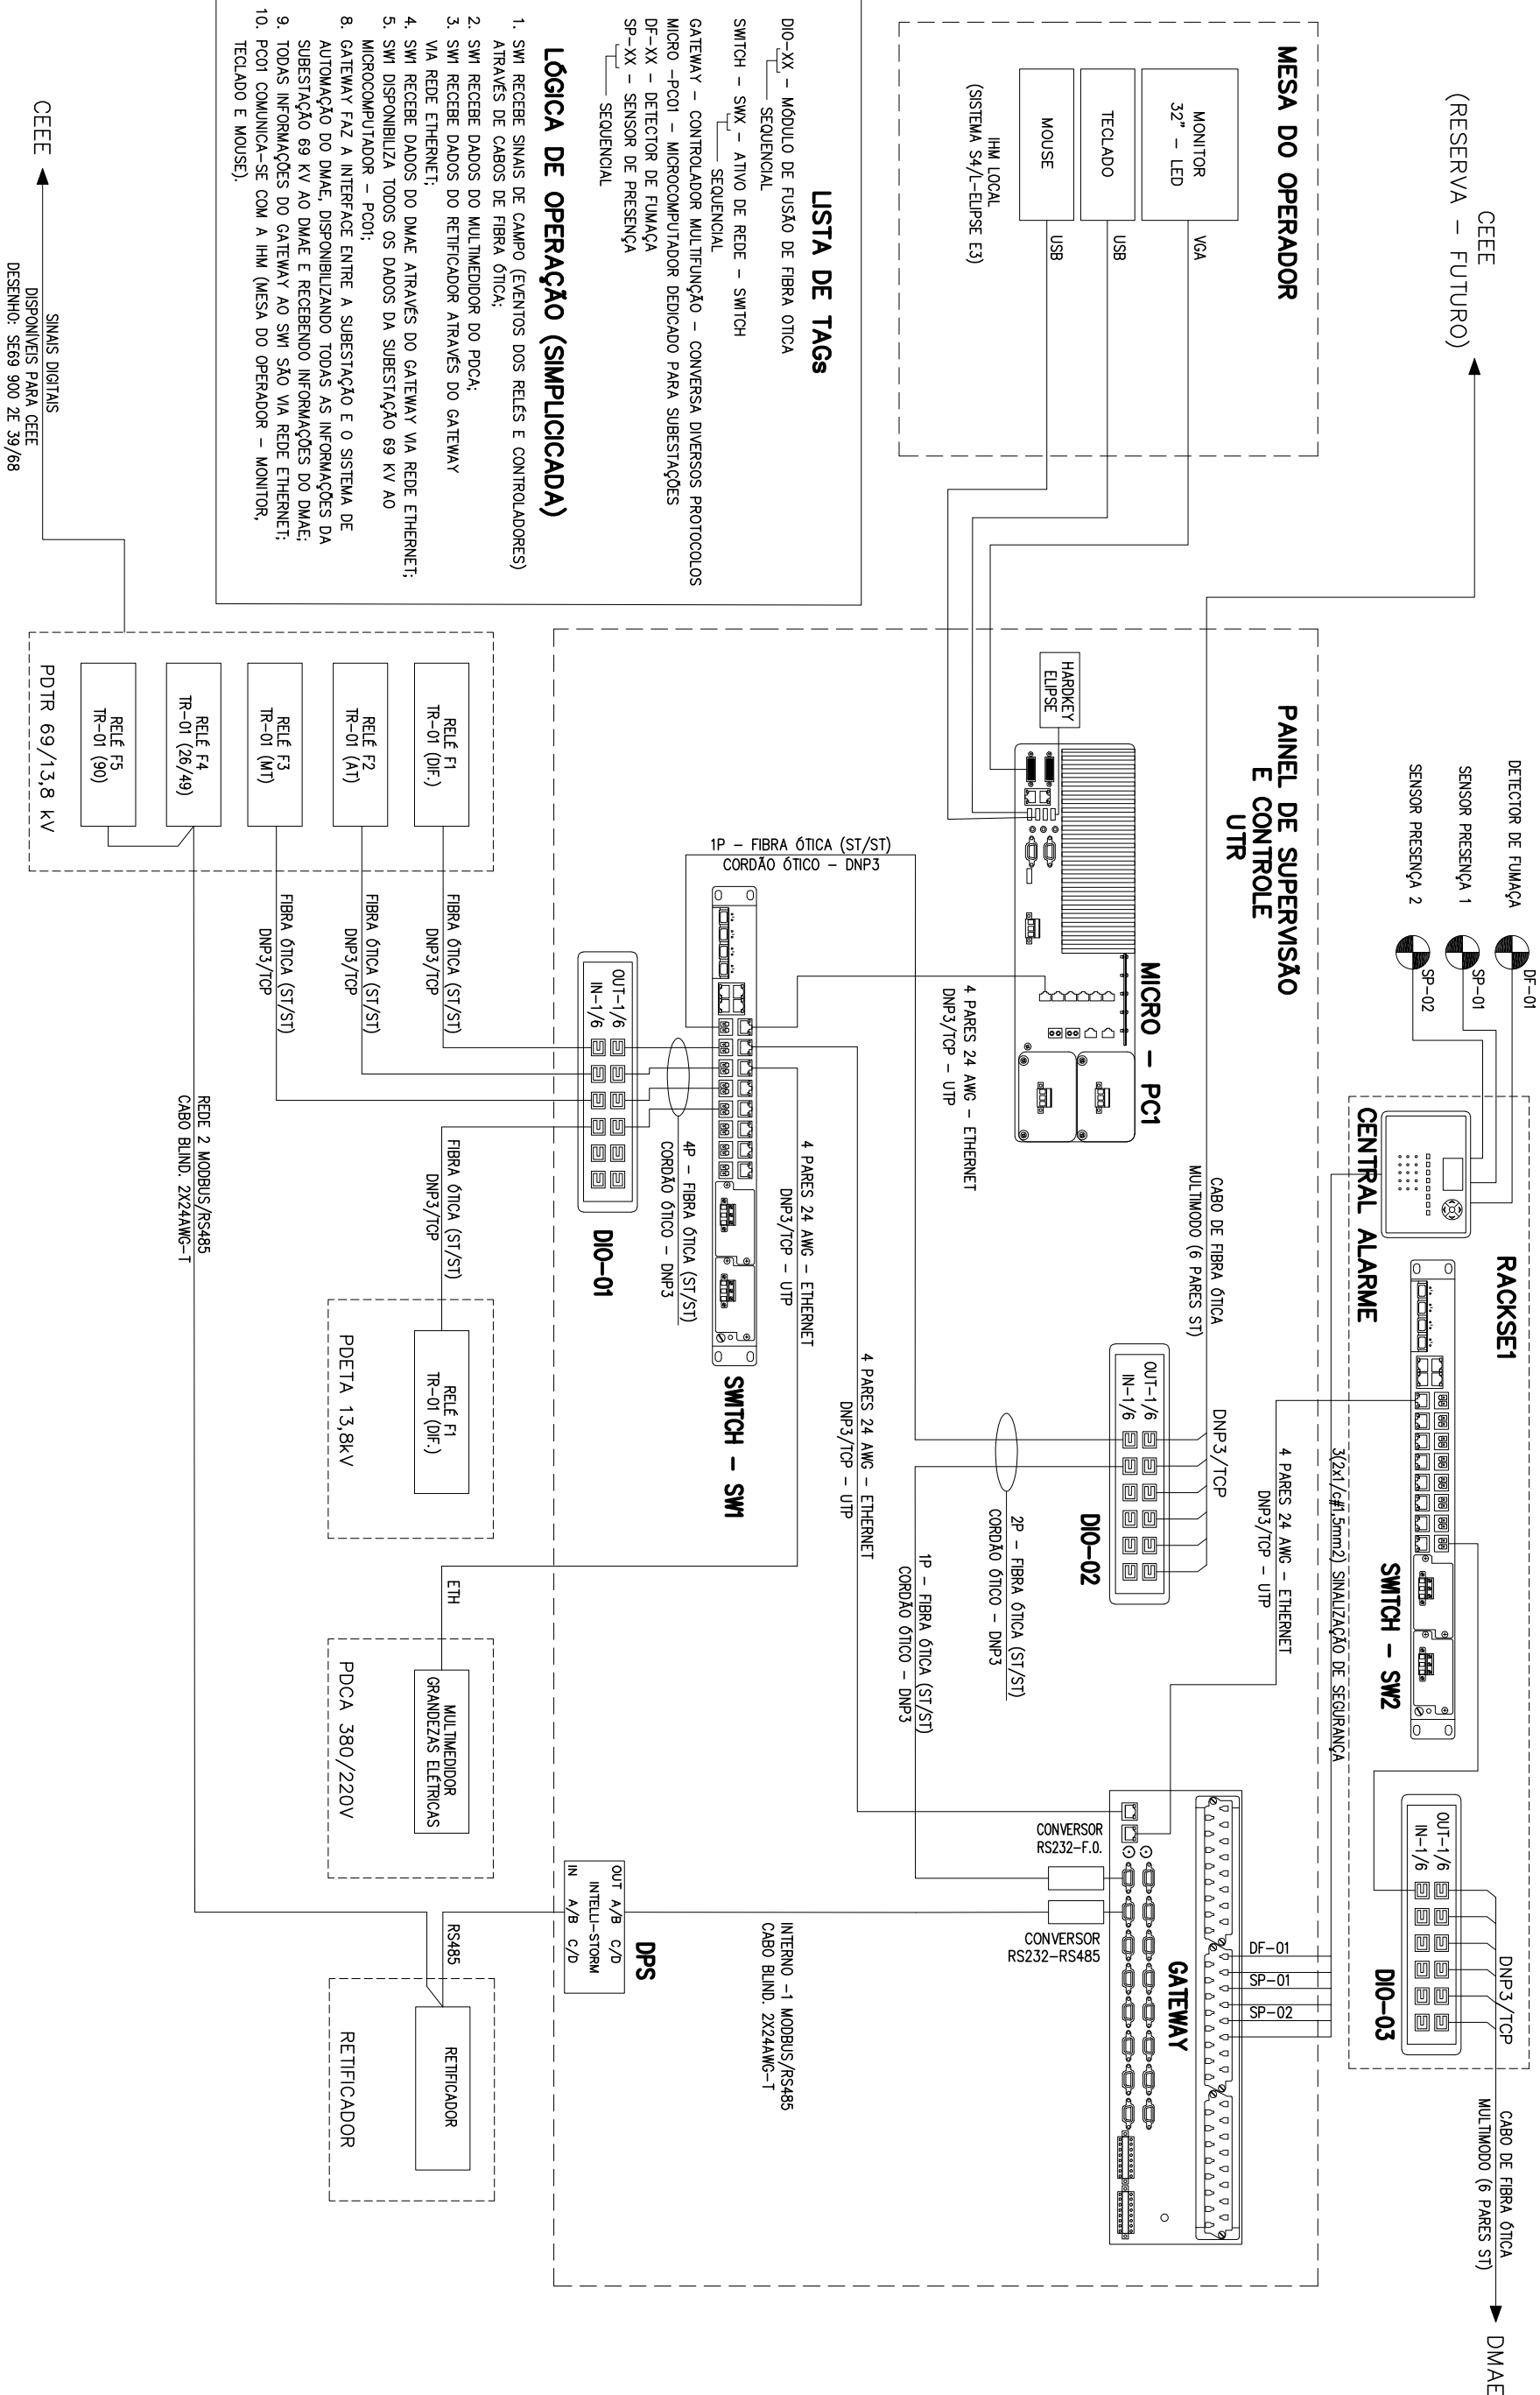 CEEE
(RESERVA - FUTURO)
MESA DO OPERADOR
MONITOR
32" - LED
VGA
TECLADO
USB
MOUSE
USB
IHM LOCAL
(SISTEMA S4/L-ELIPSE E3)
LISTA DE TAGs
DIO-XX - MÓDULO DE FUSÃO DE FIBRA OTICA
SEQUENCIAL
SWITCH - SWX - ATIVO DE REDE - SWITCH
SEQUENCIAL
GATEWAY - CONTROLADOR MULTIFUNÇÃO - CONVERSA DIVERSOS PROTOCOLOS
MICRO -PC01 - MICROCOMPUTADOR DEDICADO PARA SUBESTAÇÕES
DF-XX - DETECTOR DE FUMAÇA
SP-XX - SENSOR DE PRESENÇA
SEQUENCIAL
LÓGICA DE OPERAÇÃO (SIMPLICICADA)
1. SW1 RECEBE SINAIS DE CAMPO (EVENTOS DOS RELÉS E CONTROLADORES)
ATRAVÉS DE CABOS DE FIBRA ÓTICA;
2. SW1 RECEBE DADOS DO MULTIMEDIDOR DO PDCA;
3. SW1 RECEBE DADOS DO RETIFICADOR ATRAVÉS DO GATEWAY
VIA REDE ETHERNET;
4. SW1 RECEBE DADOS DO DMAE ATRAVÉS DO GATEWAY VIA REDE ETHERNET;
5. SW1 DISPONIBILIZA TODOS OS DADOS DA SUBESTAÇÃO 69 KV AO
MICROCOMPUTADOR - PC01;
8. GATEWAY FAZ A INTERFACE ENTRE A SUBESTAÇÃO E O SISTEMA DE
AUTOMAÇÃO DO DMAE, DISPONIBILIZANDO TODAS AS INFORMAÇÕES DA
SUBESTAÇÃO 69 KV AO DMAE E RECEBENDO INFORMAÇÕES DO DMAE;
9. TODAS INFORMAÇÕES DO GATEWAY AO SW1 SÃO VIA REDE ETHERNET;
10. PC01 COMUNICA-SE COM A IHM (MESA DO OPERADOR - MONITOR,
TECLADO E MOUSE).
CEEE
SINAIS DIGITAIS
DISPONÍVEIS PARA CEEE
DESENHO: SE69 900 2E 39/68
DETECTOR DE FUMAÇA
DF-01
SENSOR PRESENÇA 1
SP-01
SENSOR PRESENÇA 2
SP-02
RACKSE1
CENTRAL ALARME
SWITCH - SW2
OUT-1/6
IN-1/6
DIO-03
DNP3/TCP
CABO DE FIBRA ÓTICA
MULTIMODO (6 PARES ST)
DMAE
3(2x1/c#1,5mm2) SINALIZAÇÃO DE SEGURANÇA
4 PARES 24 AWG - ETHERNET
DNP3/TCP - UTP
PAINEL DE SUPERVISÃO
E CONTROLE
UTR
HARDKEY
ELIPSE
MICRO - PC1
CABO DE FIBRA ÓTICA
MULTIMODO (6 PARES ST)
DNP3/TCP
OUT-1/6
IN-1/6
DIO-02
2P - FIBRA ÓTICA (ST/ST)
CORDÃO ÓTICO - DNP3
1P - FIBRA ÓTICA (ST/ST)
CORDÃO ÓTICO - DNP3
4 PARES 24 AWG - ETHERNET
DNP3/TCP - UTP
1P - FIBRA ÓTICA (ST/ST)
CORDÃO ÓTICO - DNP3
4 PARES 24 AWG - ETHERNET
DNP3/TCP - UTP
4 PARES 24 AWG - ETHERNET
DNP3/TCP - UTP
SWITCH - SW1
4P - FIBRA ÓTICA (ST/ST)
CORDÃO ÓTICO - DNP3
OUT-1/6
IN-1/6
DIO-01
DF-01
SP-01
SP-02
GATEWAY
CONVERSOR
RS232-F.O.
CONVERSOR
RS232-RS485
INTERNO -1 MODBUS/RS485
CABO BLIND. 2X24AWG-T
DPS
OUT A/B C/D
INTELLI-STORM
IN A/B C/D
RELÉ F1
TR-01 (DIF.)
RELÉ F2
TR-01 (AT)
RELÉ F3
TR-01 (MT)
RELÉ F4
TR-01 (26/49)
RELÉ F5
TR-01 (90)
PDTR 69/13,8 kV
FIBRA ÓTICA (ST/ST)
DNP3/TCP
FIBRA ÓTICA (ST/ST)
DNP3/TCP
FIBRA ÓTICA (ST/ST)
DNP3/TCP
REDE 2 MODBUS/RS485
CABO BLIND. 2X24AWG-T
FIBRA ÓTICA (ST/ST)
DNP3/TCP
RELÉ F1
TR-01 (DIF.)
PDETA 13,8kV
ETH
MULTIMEDIDOR
GRANDEZAS ELÉTRICAS
PDCA 380/220V
RS485
RETIFICADOR
RETIFICADOR